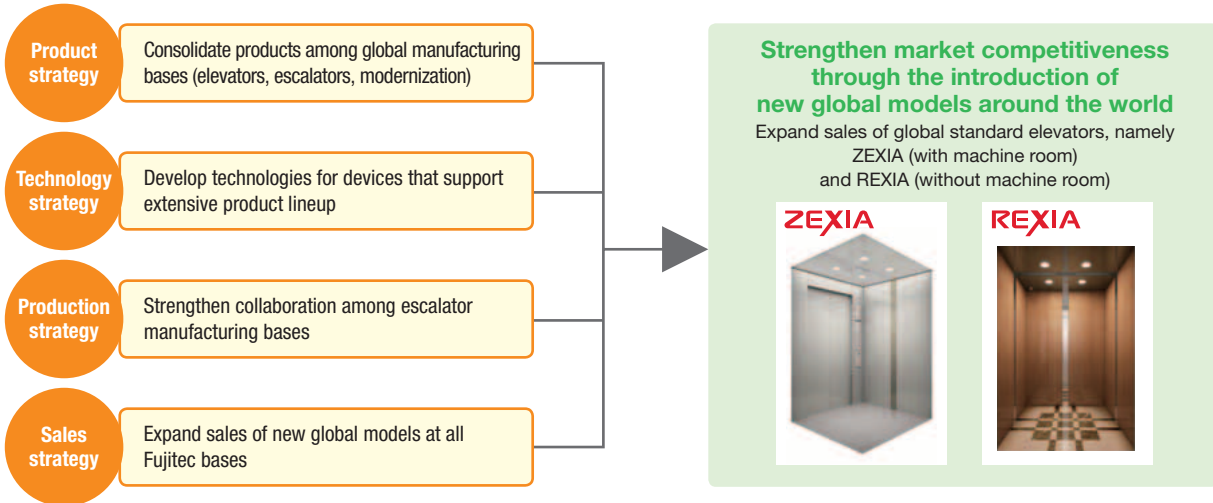 Product
strategy
Consolidate products among global manufacturing
bases (elevators, escalators, modernization)
Technology
strategy
Develop technologies for devices that support
extensive product lineup
Production
strategy
Strengthen collaboration among escalator
manufacturing bases
Sales
strategy
Expand sales of new global models at all
Fujitec bases
Strengthen market competitiveness
through the introduction of
new global models around the world
Expand sales of global standard elevators, namely
ZEXIA (with machine room)
and REXIA (without machine room)
ZEXIA
REXIA